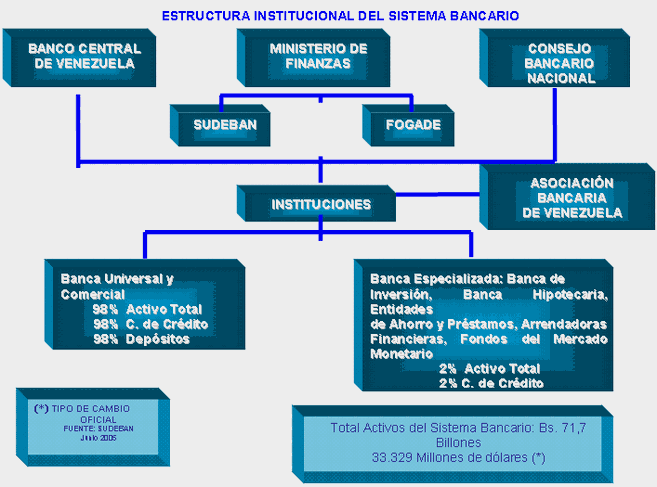 ESTRUCTURA INSTITUCIONAL DEL SISTEMA BANCARIO
BANCO CENTRAL
DE VENEZUELA
MINISTERIO DE
FINANZAS
CONSEJO
BANCARIO
NACIONAL
SUDEBAN
FOGADE
INSTITUCIONES
ASOCIACIÓN
BANCARIA
DE VENEZUELA
Banca Universal y
Comercial
98% Activo Total
98% C. de Crédito
98% Depósitos
Banca Especializada: Banca de
Inversión, Banca Hipotecaria,
Entidades
de Ahorro y Préstamos, Arrendadoras
Financieras, Fondos del Mercado
Monetario
2% Activo Total
2% C. de Crédito
(*) TIPO DE CAMBIO
OFICIAL
FUENTE: SUDEBAN
Junio 2005
Total Activos del Sistema Bancario: Bs. 71,7
Billones
33.329 Millones de dólares (*)